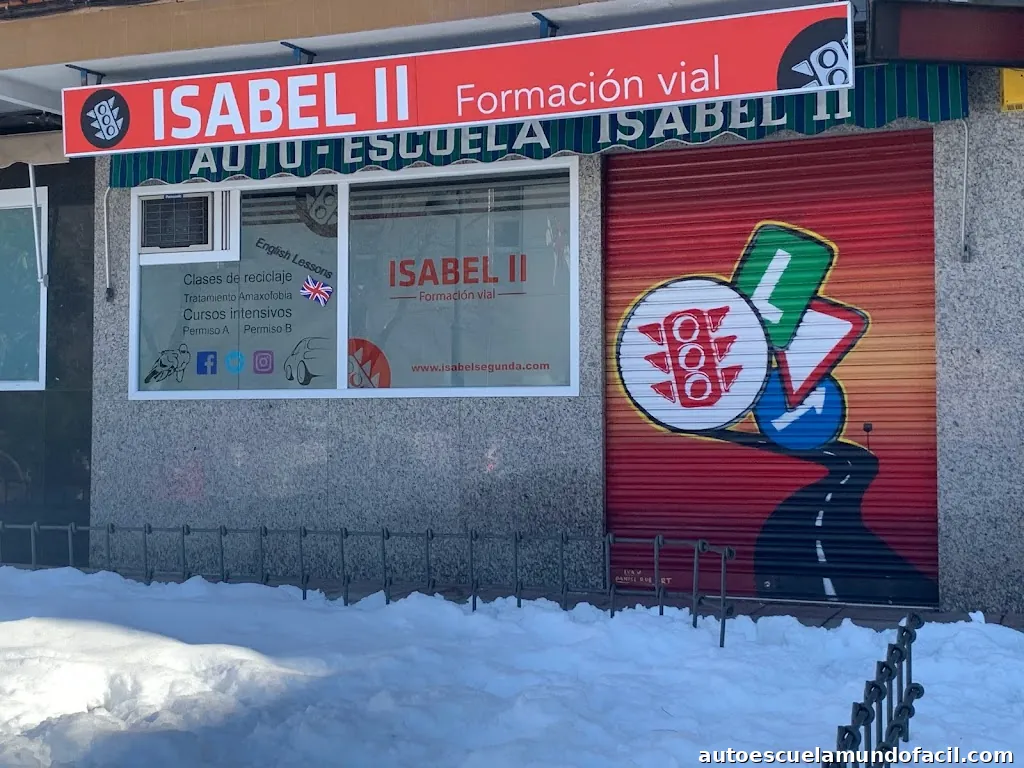 ISABEL II Formación vial
AUTO - ESCUELA ISABEL II
English Lessons
Clases de reciclaje
Tratamiento Amaxofobia
Cursos intensivos
Permiso A Permiso B
ISABEL II
Formación vial
www.isabelsegunda.com
L
autoescuelamundofacil.com